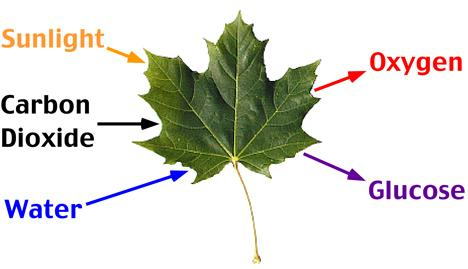 Sunlight
Carbon
Dioxide
Water
Oxygen
Glucose